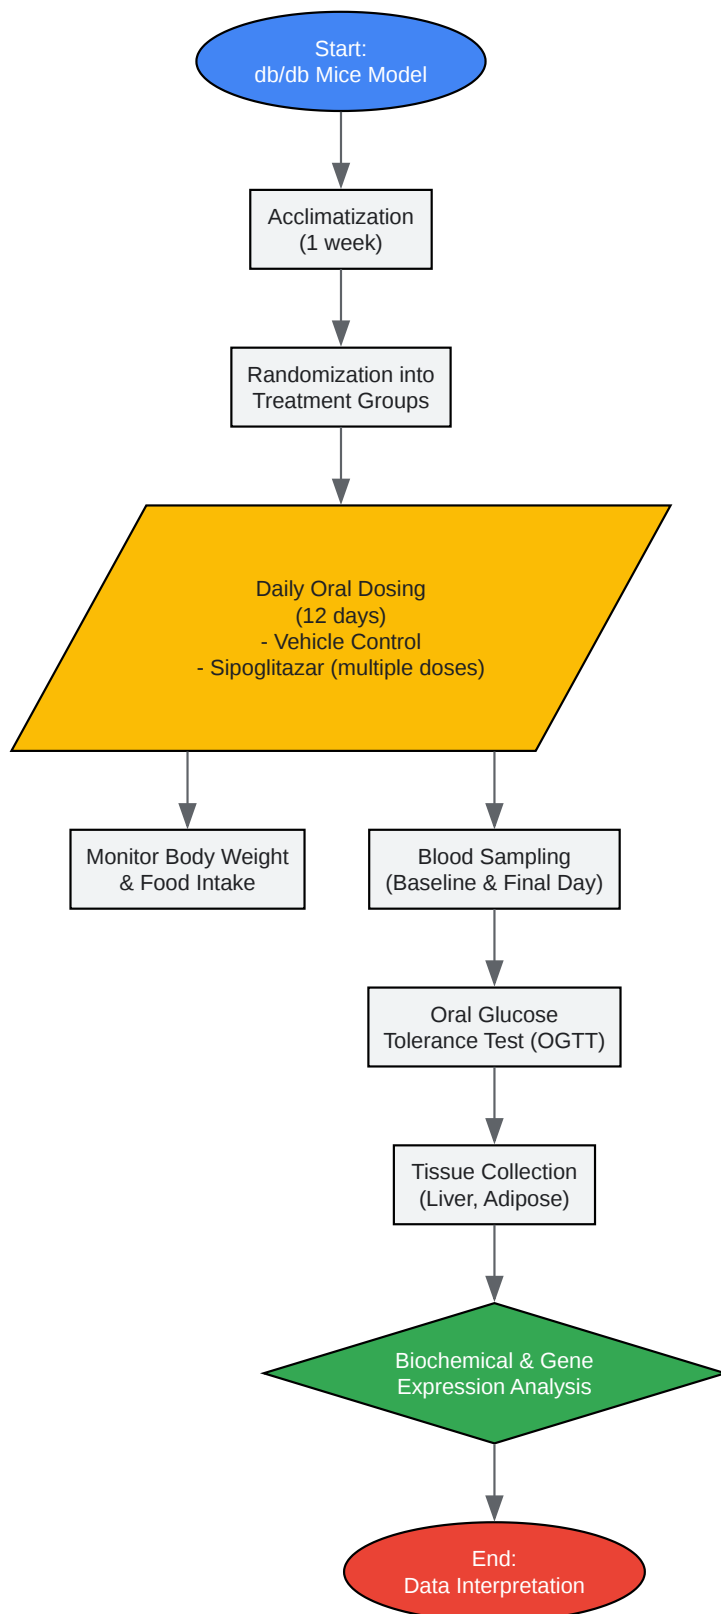 Start:
db/db Mice Model
Acclimatization
(1 week)
Randomization into
Treatment Groups
Daily Oral Dosing
(12 days)
- Vehicle Control
- Sipoglitazar (multiple doses)
Monitor Body Weight
& Food Intake
Blood Sampling
(Baseline & Final Day)
Oral Glucose
Tolerance Test (OGTT)
Tissue Collection
(Liver, Adipose)
Biochemical & Gene
Expression Analysis
End:
Data Interpretation